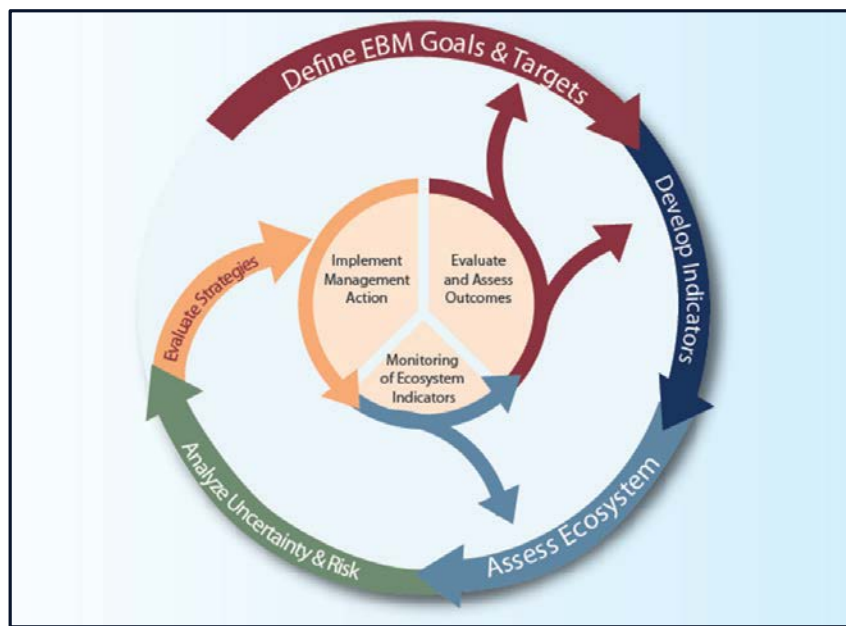 Define EBM Goals & Targets
Develop Indicators
Assess Ecosystem
Analyze Uncertainty & Risk
Evaluate Strategies
Implement
Management
Action
Evaluate
and Assess
Outcomes
Monitoring
of Ecosystem
Indicators